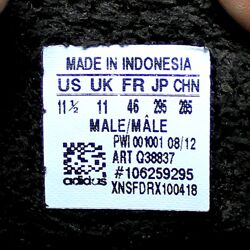 MADE IN INDONESIA
US UK FR JP CHN
11½ 11 46 295 285
MALE/MÂLE
PWI 001001 08/12
ART Q38837
#106259295
adidas XNSFDRX100418